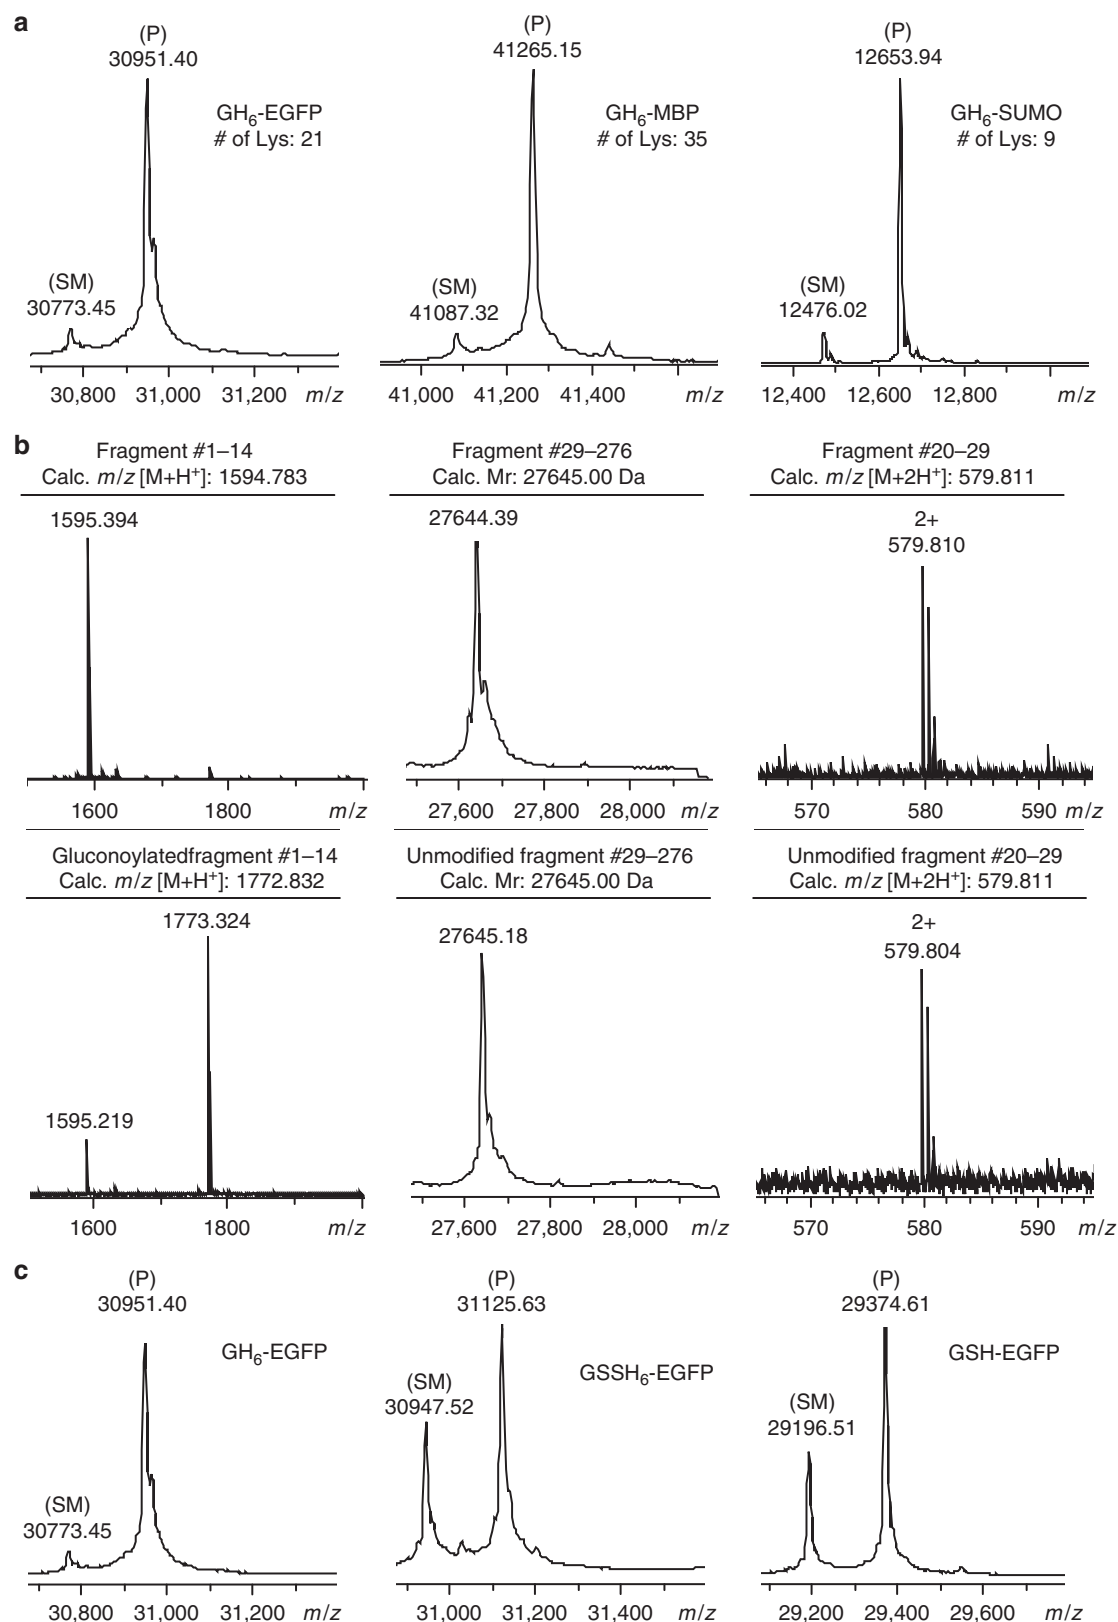 a
(P)
30951.40
GH6-EGFP
# of Lys: 21
(SM)
30773.45
30,800 31,000 31,200 m/z
(P)
41265.15
GH6-MBP
# of Lys: 35
(SM)
41087.32
41,000 41,200 41,400 m/z
(P)
12653.94
GH6-SUMO
# of Lys: 9
(SM)
12476.02
12,400 12,600 12,800 m/z
b
Fragment #1–14
Calc. m/z [M+H+]: 1594.783
1595.394
1600 1800 m/z
Fragment #29–276
Calc. Mr: 27645.00 Da
27644.39
27,600 27,800 28,000 m/z
Fragment #20–29
Calc. m/z [M+2H+]: 579.811
2+
579.810
570 580 590 m/z
Gluconoylatedfragment #1–14
Calc. m/z [M+H+]: 1772.832
1773.324
1595.219
1600 1800 m/z
Unmodified fragment #29–276
Calc. Mr: 27645.00 Da
27645.18
27,600 27,800 28,000 m/z
Unmodified fragment #20–29
Calc. m/z [M+2H+]: 579.811
2+
579.804
570 580 590 m/z
c
(P)
30951.40
GH6-EGFP
(SM)
30773.45
30,800 31,000 31,200 m/z
(P)
31125.63
GSSH6-EGFP
(SM)
30947.52
31,000 31,200 31,400 m/z
(P)
29374.61
GSH-EGFP
(SM)
29196.51
29,200 29,400 29,600 m/z